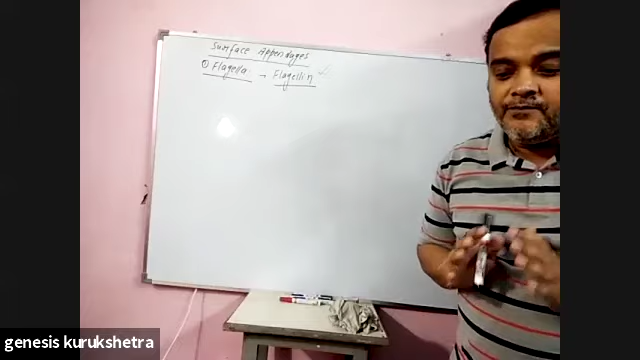 Surface Appendages
① Flagella → Flagellin
genesis kurukshetra